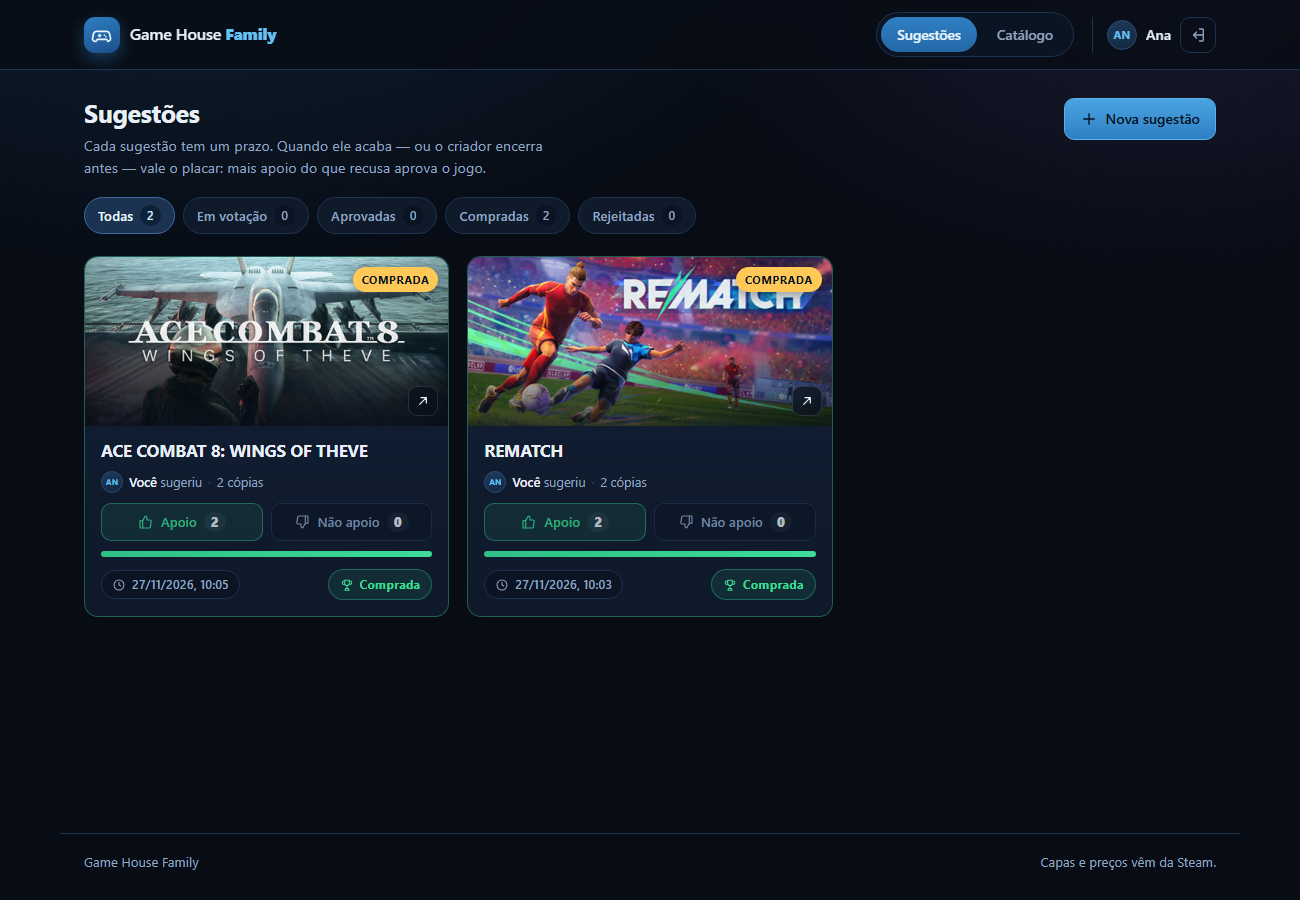 Game House Family
Sugestões
Catálogo
AN
Ana
Sugestões
Nova sugestão
Cada sugestão tem um prazo. Quando ele acaba — ou o criador encerra
antes — vale o placar: mais apoio do que recusa aprova o jogo.
Todas 2
Em votação 0
Aprovadas 0
Compradas 2
Rejeitadas 0
COMPRADA
ACE COMBAT 8
WINGS OF THEVE
ACE COMBAT 8: WINGS OF THEVE
AN Você sugeriu · 2 cópias
Apoio 2
Não apoio 0
27/11/2026, 10:05
Comprada
COMPRADA
REMATCH
REMATCH
AN Você sugeriu · 2 cópias
Apoio 2
Não apoio 0
27/11/2026, 10:03
Comprada
Game House Family
Capas e preços vêm da Steam.